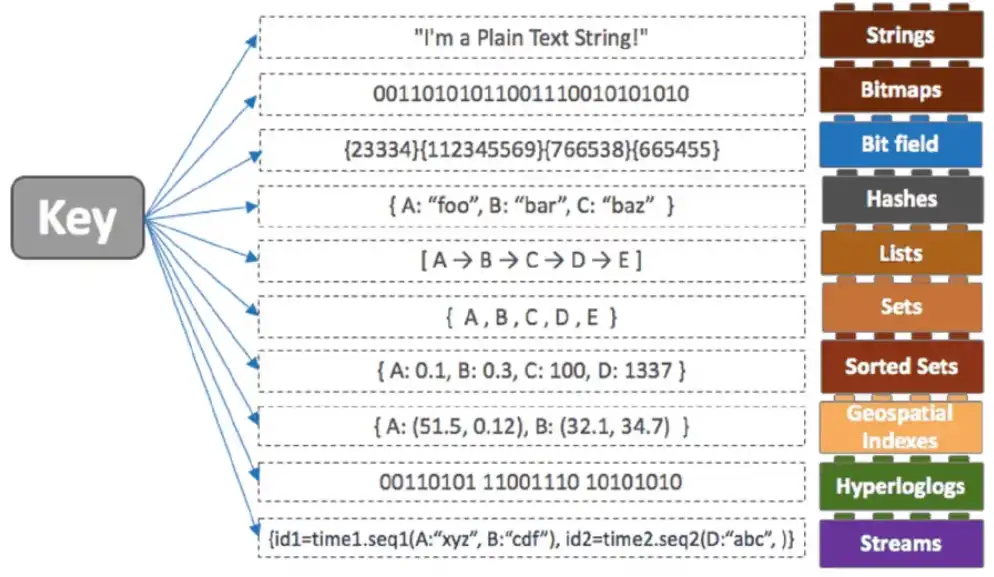 Key
"I'm a Plain Text String!"
Strings
00110101011001110010101010
Bitmaps
{23334}{112345569}{766538}{665455}
Bit field
{ A: “foo”, B: “bar”, C: “baz” }
Hashes
[ A → B → C → D → E ]
Lists
{ A , B , C , D , E }
Sets
{ A: 0.1, B: 0.3, C: 100, D: 1337 }
Sorted Sets
{ A: (51.5, 0.12), B: (32.1, 34.7) }
Geospatial
Indexes
00110101 11001110 10101010
Hyperloglogs
{id1=time1.seq1(A:“xyz”, B:“cdf”), id2=time2.seq2(D:“abc”, )}
Streams